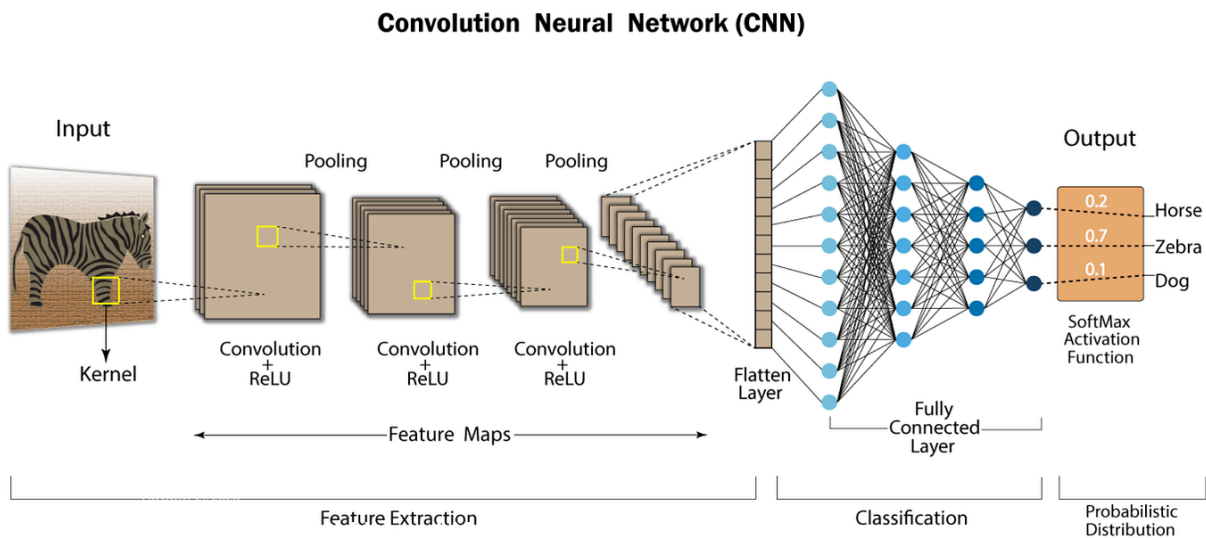 Convolution Neural Network (CNN)
Input
Pooling
Pooling
Pooling
Output
0.2
Horse
0.7
Zebra
0.1
Dog
Kernel
Convolution
+
ReLU
Convolution
+
ReLU
Convolution
+
ReLU
Flatten
Layer
SoftMax
Activation
Function
Feature Maps
Fully
Connected
Layer
Feature Extraction
Classification
Probabilistic
Distribution